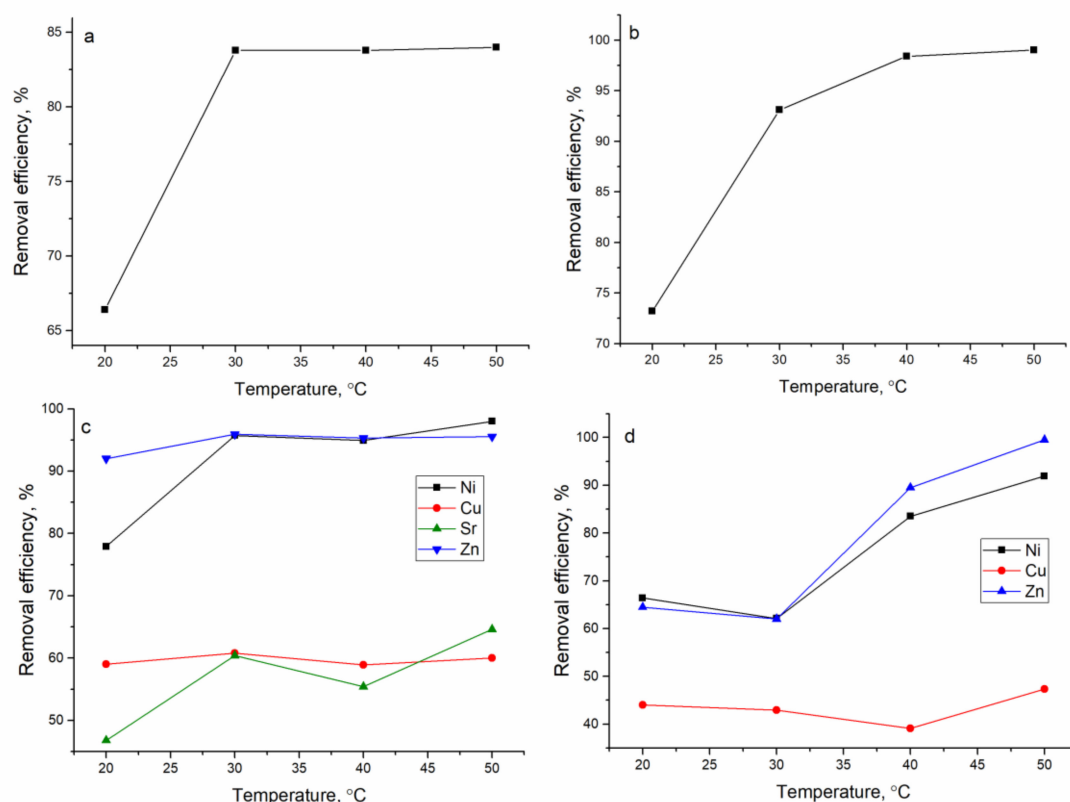 a
85
80
75
70
65
Removal efficiency, %
20 25 30 35 40 45 50
Temperature, °C
b
100
95
90
85
80
75
70
Removal efficiency, %
20 25 30 35 40 45 50
Temperature, °C
c
100
90
80
70
60
50
Removal efficiency, %
Ni
Cu
Sr
Zn
20 25 30 35 40 45 50
Temperature, °C
d
100
90
80
70
60
50
40
Removal efficiency, %
Ni
Cu
Zn
20 25 30 35 40 45 50
Temperature, °C